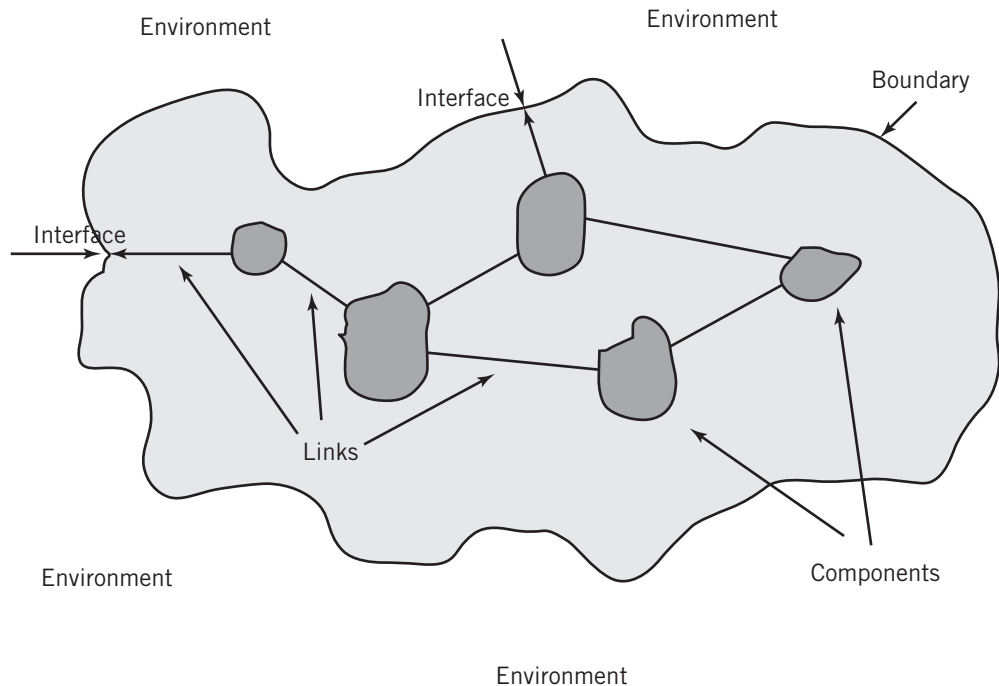 Environment
Environment
Boundary
Interface
Interface
Links
Environment
Components
Environment